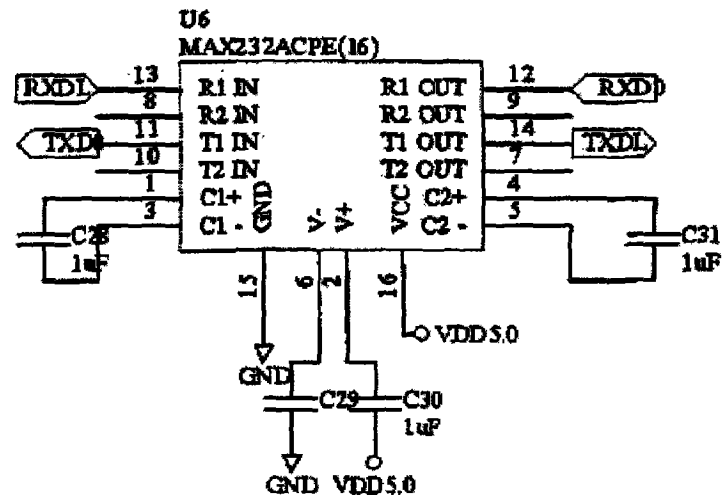 U6
MAX232ACPE(16)
RXDL 13 R1 IN R1 OUT 12 RXD0
8 R2 IN R2 OUT 9
TXD0 11 T1 IN T1 OUT 14 TXDL
10 T2 IN T2 OUT 7
1 C1+ C2+ 4
3 C1 - C2 - 5
GND V- V+ VCC
C28 1uF
C31 1uF
15 6 2 16
VDD5.0
GND
C29 C30
1uF
GND VDD5.0